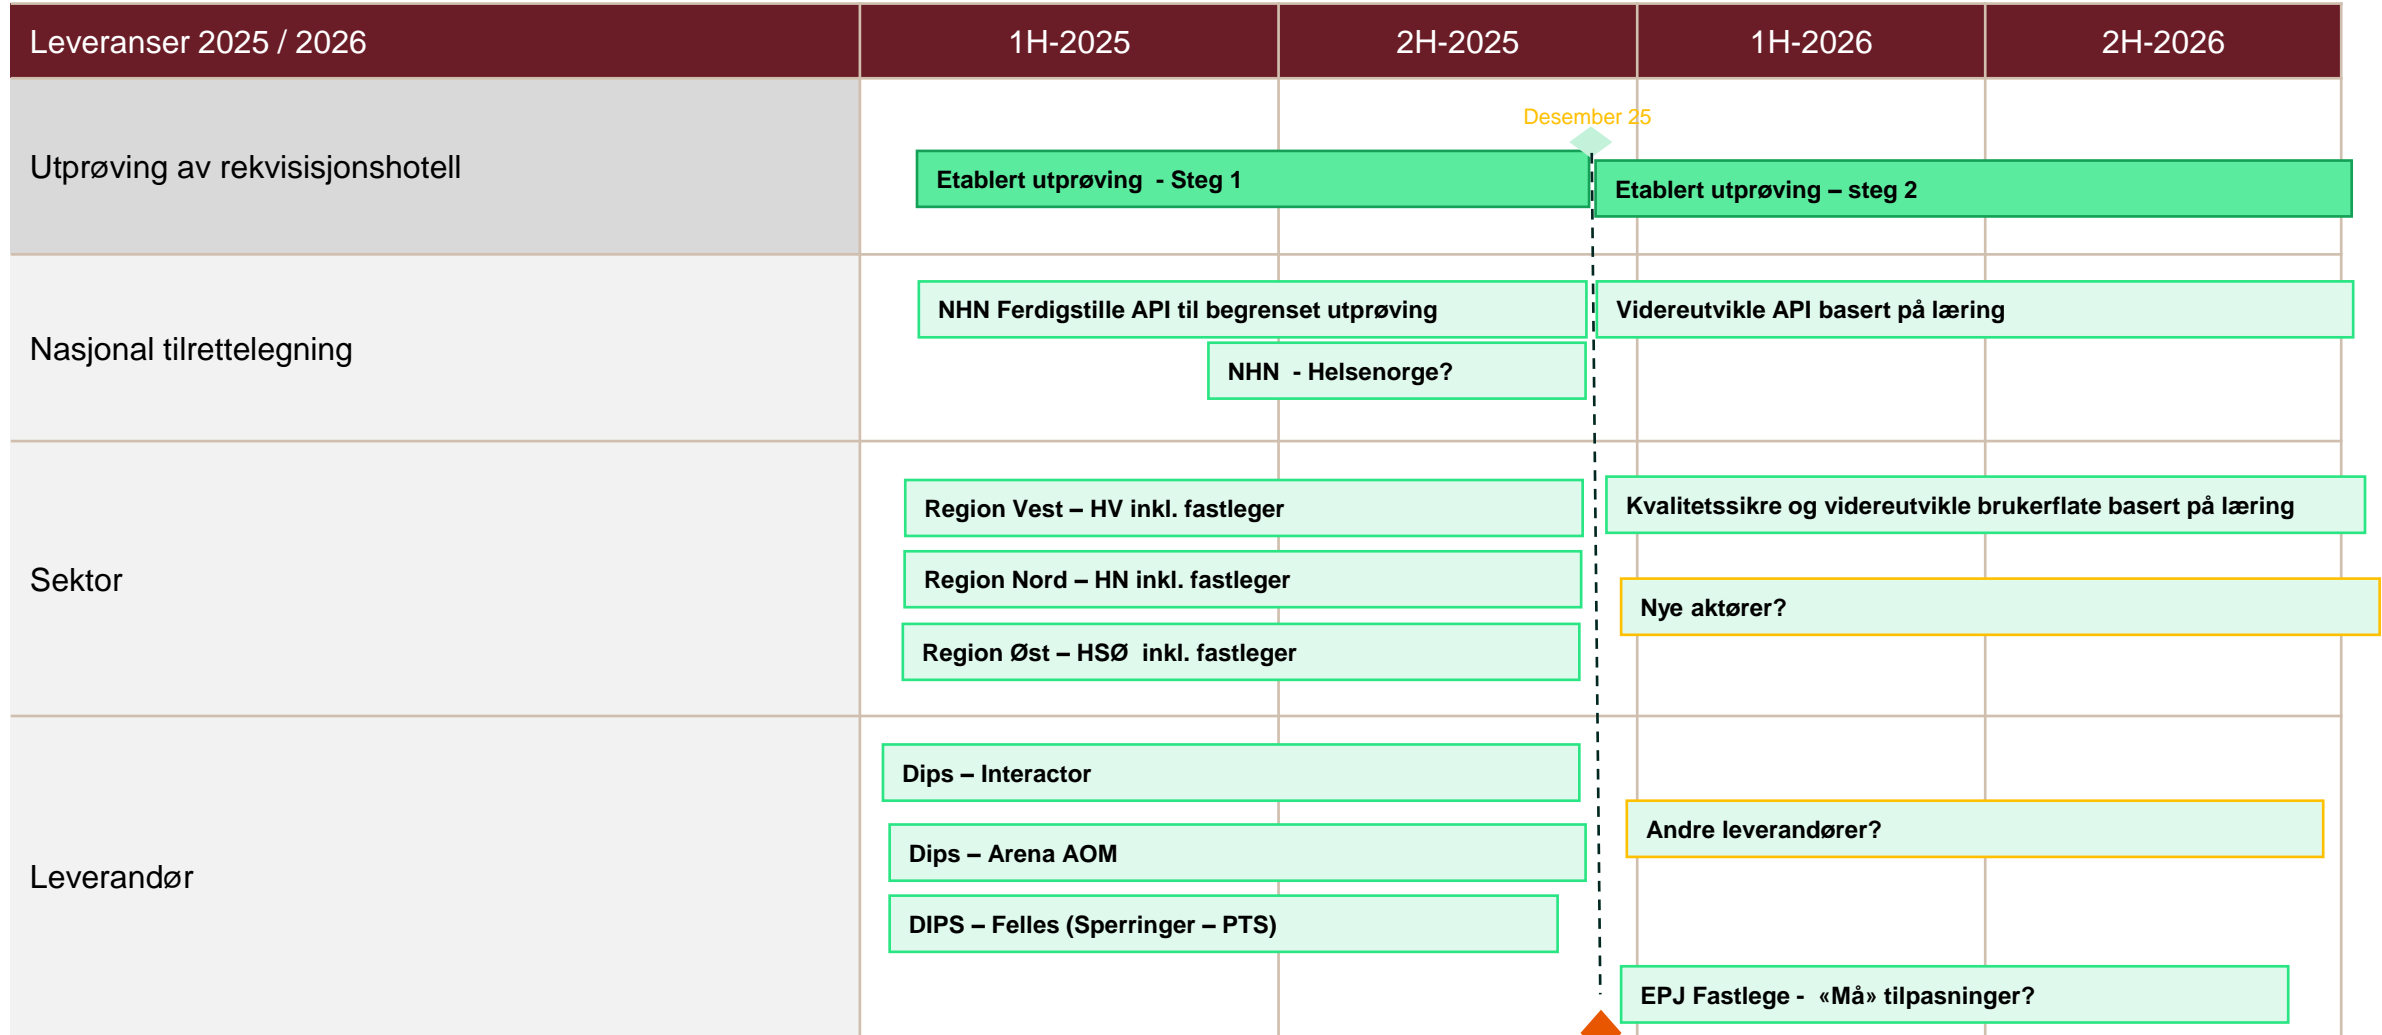 Leveranser 2025 / 2026
1H-2025
2H-2025
1H-2026
2H-2026
Utprøving av rekvisisjonshotell
Desember 25
Etablert utprøving - Steg 1
Etablert utprøving – steg 2
Nasjonal tilrettelegning
NHN Ferdigstille API til begrenset utprøving
Videreutvikle API basert på læring
NHN - Helsenorge?
Sektor
Region Vest – HV inkl. fastleger
Kvalitetssikre og videreutvikle brukerflate basert på læring
Region Nord – HN inkl. fastleger
Nye aktører?
Region Øst – HSØ inkl. fastleger
Leverandør
Dips – Interactor
Andre leverandører?
Dips – Arena AOM
DIPS – Felles (Sperringer – PTS)
EPJ Fastlege - «Må» tilpasninger?